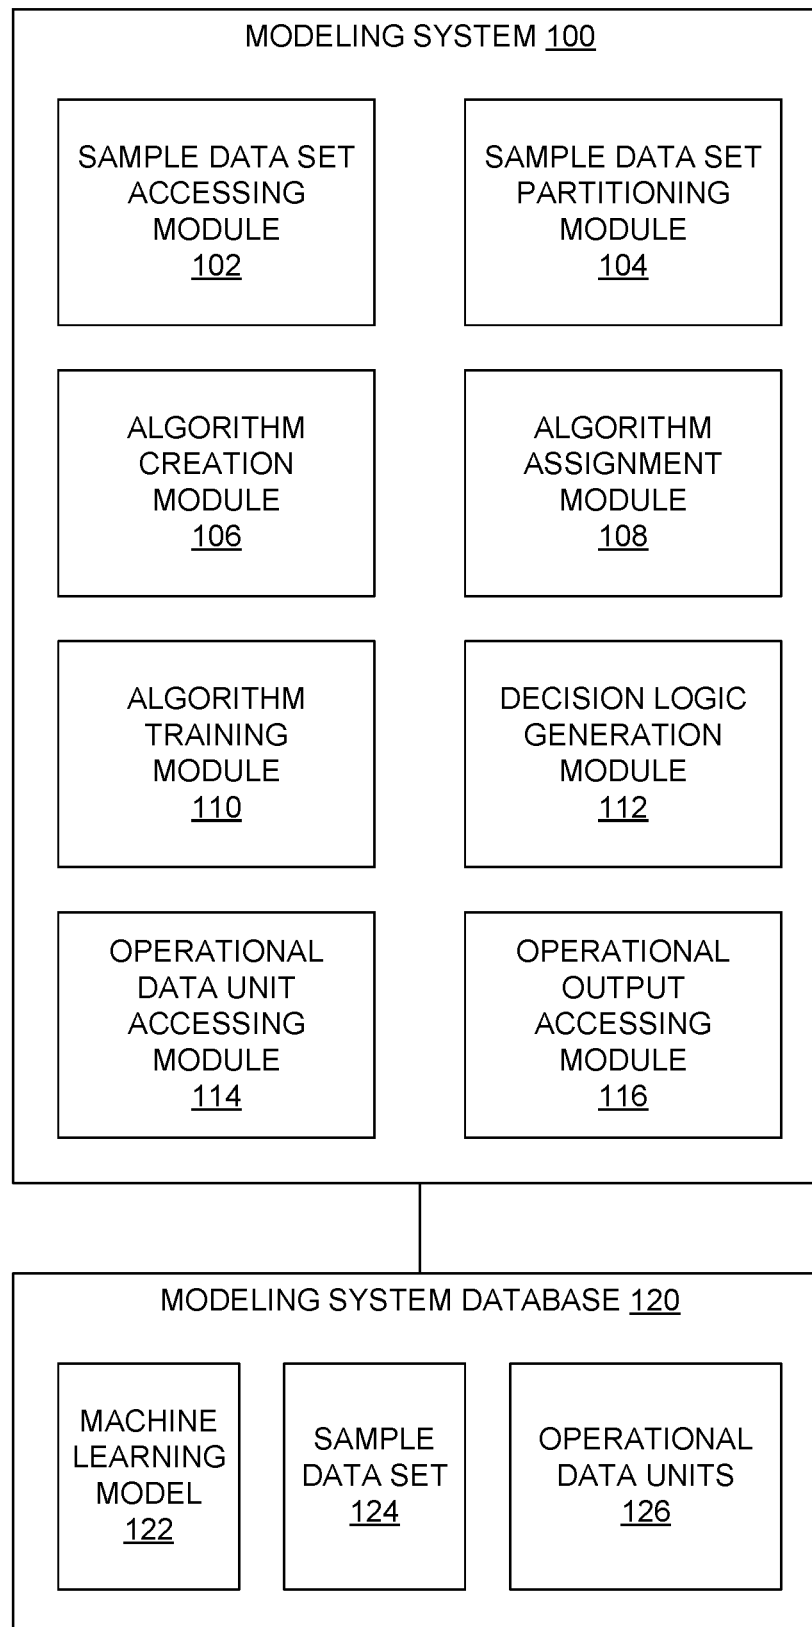 MODELING SYSTEM 100
SAMPLE DATA SET
ACCESSING
MODULE
102
SAMPLE DATA SET
PARTITIONING
MODULE
104
ALGORITHM
CREATION
MODULE
106
ALGORITHM
ASSIGNMENT
MODULE
108
ALGORITHM
TRAINING
MODULE
110
DECISION LOGIC
GENERATION
MODULE
112
OPERATIONAL
DATA UNIT
ACCESSING
MODULE
114
OPERATIONAL
OUTPUT
ACCESSING
MODULE
116
MODELING SYSTEM DATABASE 120
MACHINE
LEARNING
MODEL
122
SAMPLE
DATA SET
124
OPERATIONAL
DATA UNITS
126